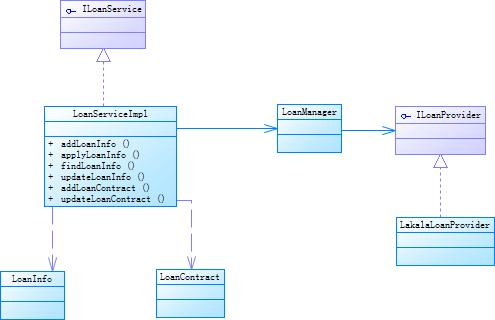 ILoanService
LoanServiceImpl
+ addLoanInfo ()
+ applyLoanInfo ()
+ findLoanInfo ()
+ updateLoanInfo ()
+ addLoanContract ()
+ updateLoanContract ()
LoanManager
ILoanProvider
LakalaLoanProvider
LoanInfo
LoanContract